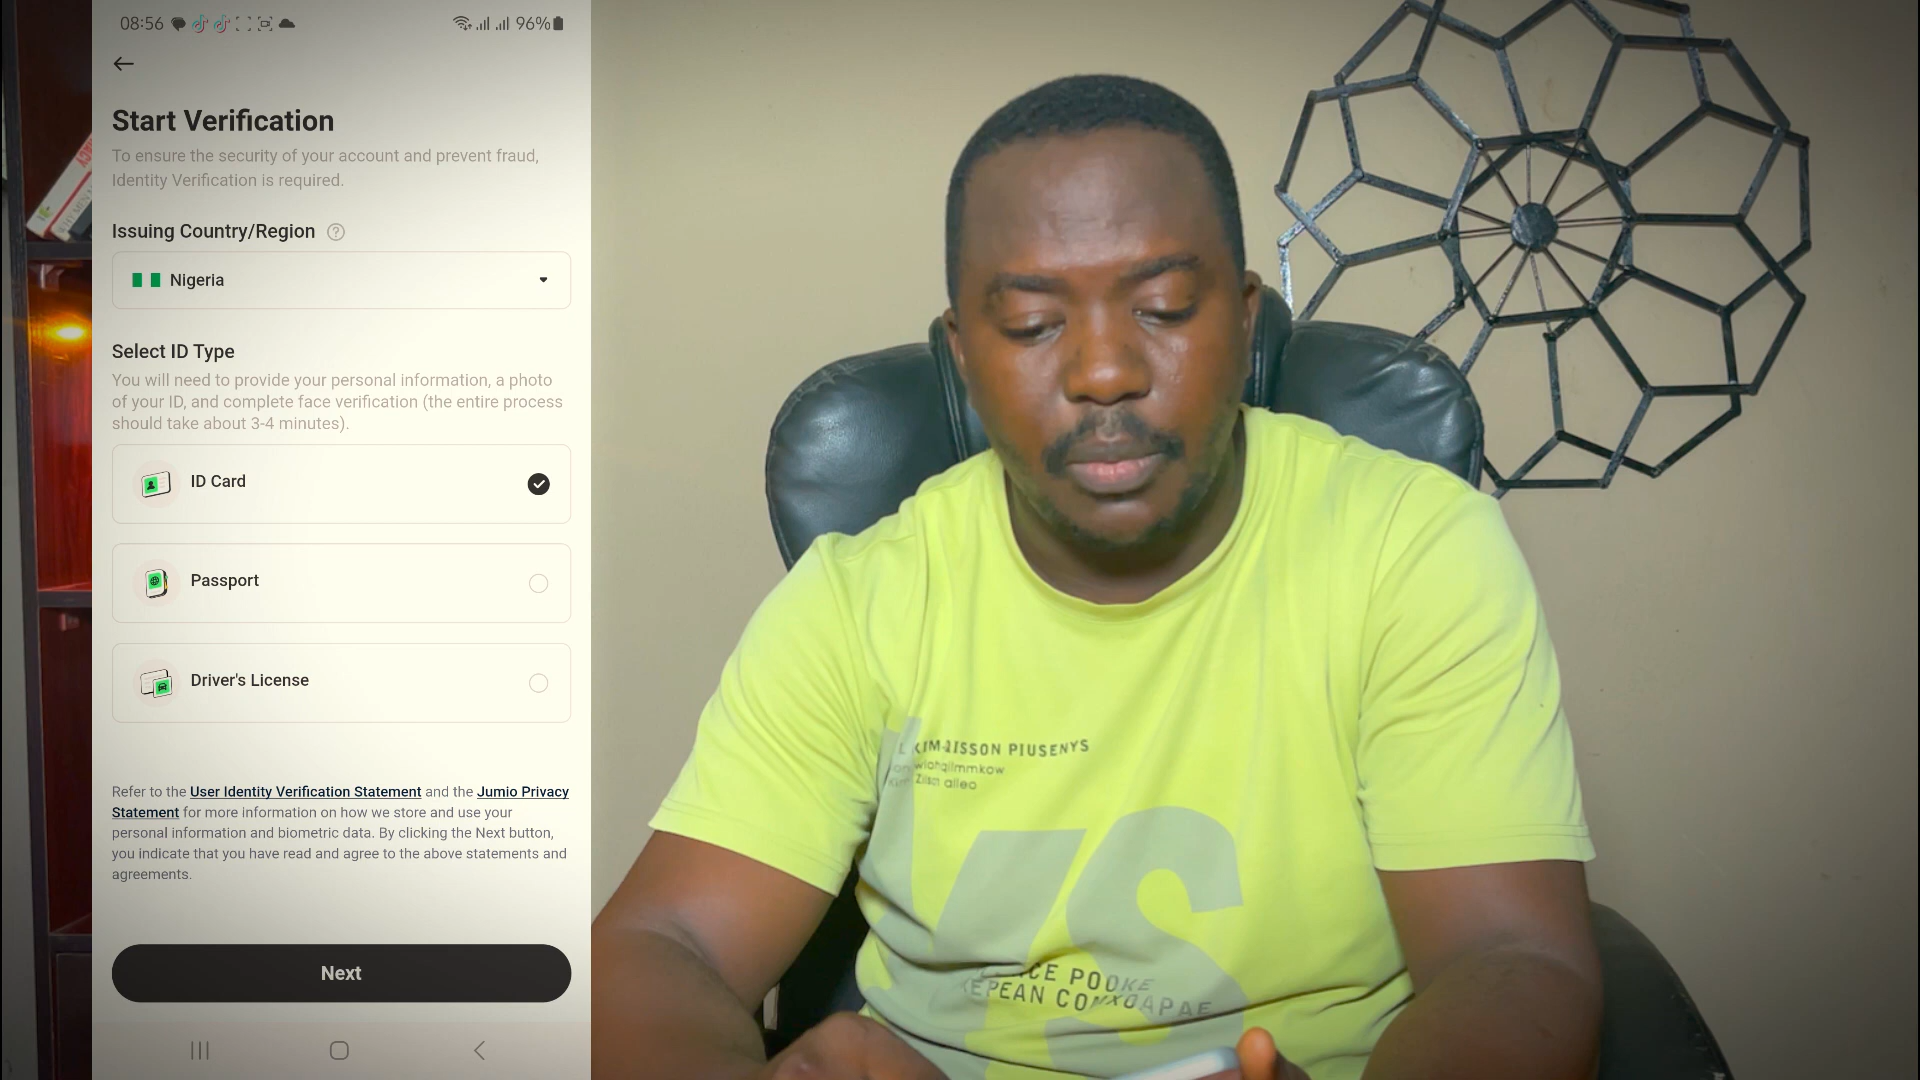 08:56
96%
Start Verification
To ensure the security of your account and prevent fraud,
Identity Verification is required.
Issuing Country/Region ?
Nigeria
Select ID Type
You will need to provide your personal information, a photo
of your ID, and complete face verification (the entire process
should take about 3-4 minutes).
ID Card
Passport
Driver's License
Refer to the User Identity Verification Statement and the Jumio Privacy
Statement for more information on how we store and use your
personal information and biometric data. By clicking the Next button,
you indicate that you have read and agree to the above statements and
agreements.
Next
PIUSENYS
alleo
YS
POOKE